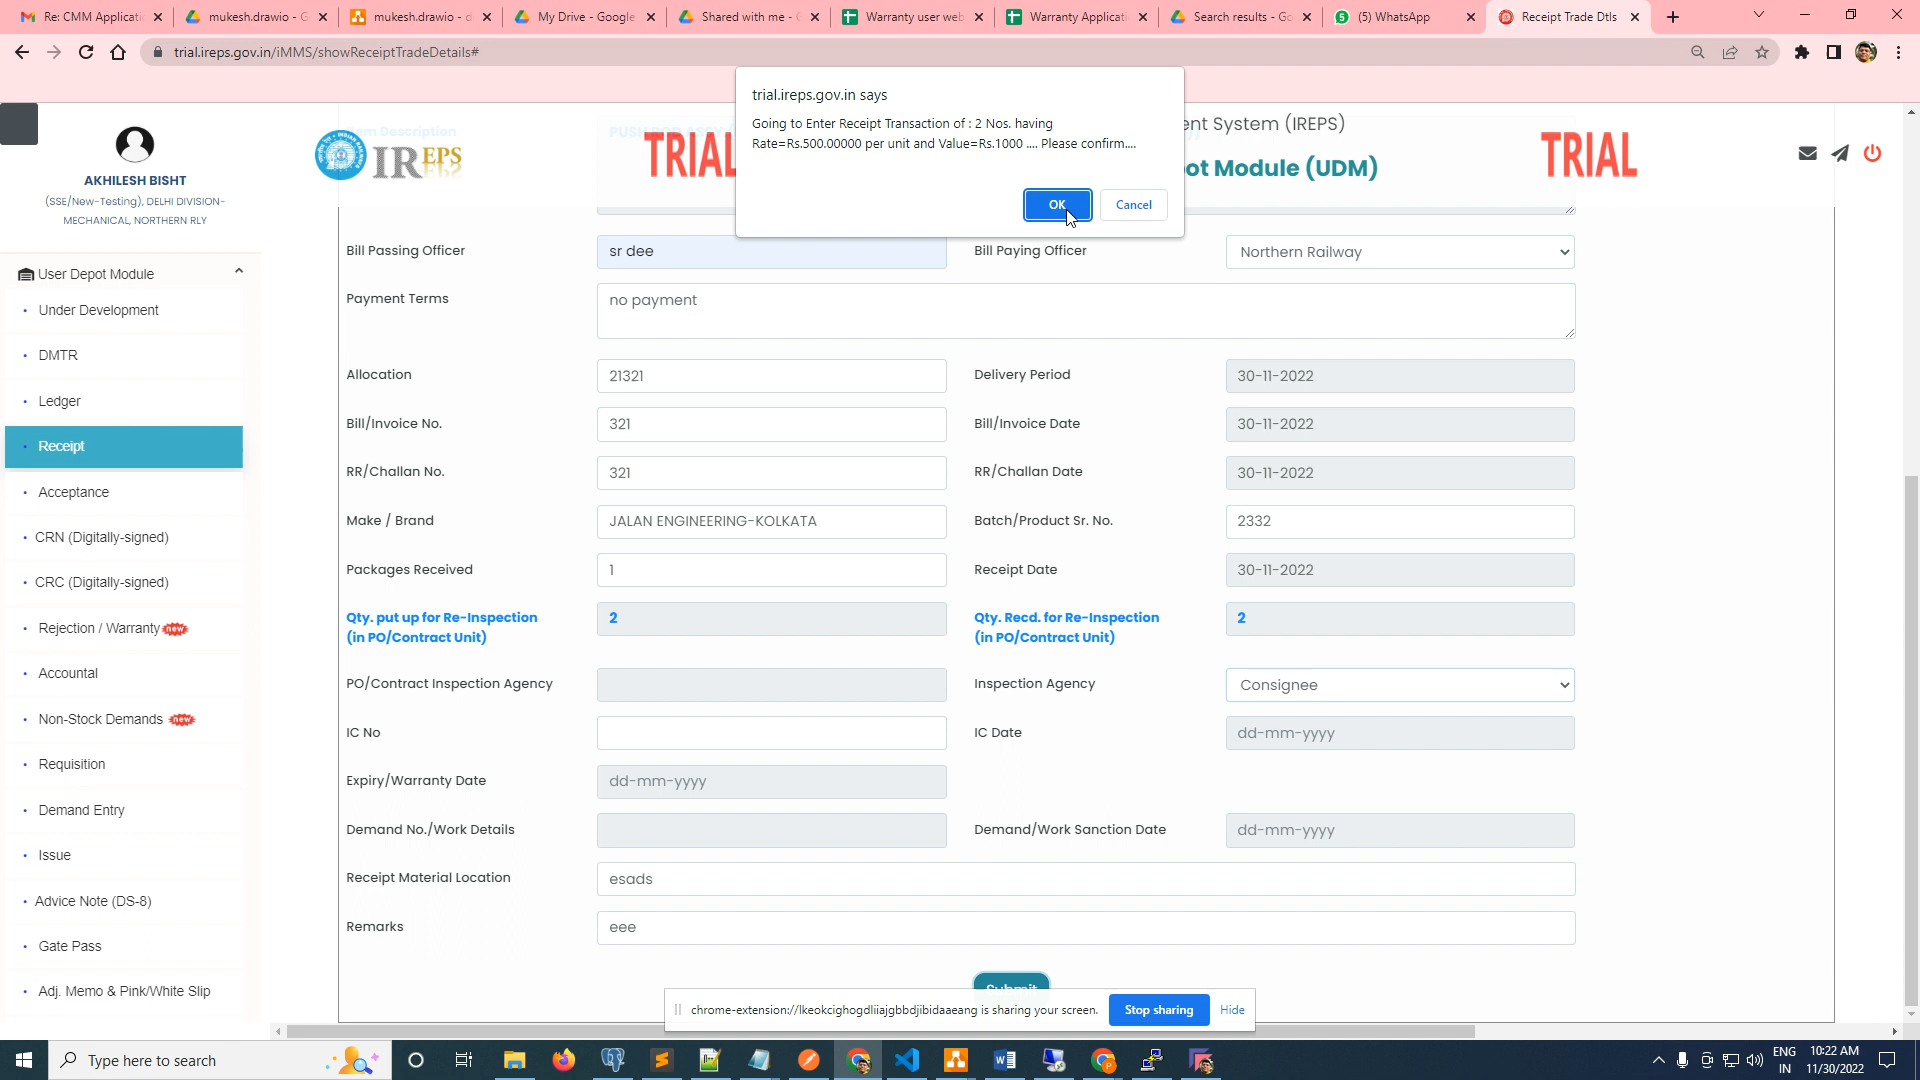 Re: CMM Applicatio
mukesh.drawio - G
mukesh.drawio - d
My Drive - Google
Shared with me - G
Warranty user web
Warranty Applicati
Search results - Go
(5) WhatsApp
Receipt Trade Dtls
trial.ireps.gov.in/iMMS/showReceiptTradeDetails#
trial.ireps.gov.in says
Going to Enter Receipt Transaction of : 2 Nos. having
Rate=Rs.500.00000 per unit and Value=Rs.1000 .... Please confirm....
OK
Cancel
AKHILESH BISHT
(SSE/New-Testing), DELHI DIVISION-
MECHANICAL, NORTHERN RLY
IREPS
TRIAL
ent System (IREPS)
ot Module (UDM)
TRIAL
User Depot Module
Under Development
DMTR
Ledger
Receipt
Acceptance
CRN (Digitally-signed)
CRC (Digitally-signed)
Rejection / Warranty new
Accountal
Non-Stock Demands new
Requisition
Demand Entry
Issue
Advice Note (DS-8)
Gate Pass
Adj. Memo & Pink/White Slip
Bill Passing Officer
sr dee
Bill Paying Officer
Northern Railway
Payment Terms
no payment
Allocation
21321
Delivery Period
30-11-2022
Bill/Invoice No.
321
Bill/Invoice Date
30-11-2022
RR/Challan No.
321
RR/Challan Date
30-11-2022
Make / Brand
JALAN ENGINEERING-KOLKATA
Batch/Product Sr. No.
2332
Packages Received
1
Receipt Date
30-11-2022
Qty. put up for Re-Inspection
(in PO/Contract Unit)
2
Qty. Recd. for Re-Inspection
(in PO/Contract Unit)
2
PO/Contract Inspection Agency
Inspection Agency
Consignee
IC No
IC Date
dd-mm-yyyy
Expiry/Warranty Date
dd-mm-yyyy
Demand No./Work Details
Demand/Work Sanction Date
dd-mm-yyyy
Receipt Material Location
esads
Remarks
eee
Submit
chrome-extension://lkeokcighogdliiajgbbdjibidaaeang is sharing your screen.
Stop sharing
Hide
Type here to search
ENG
IN
10:22 AM
11/30/2022